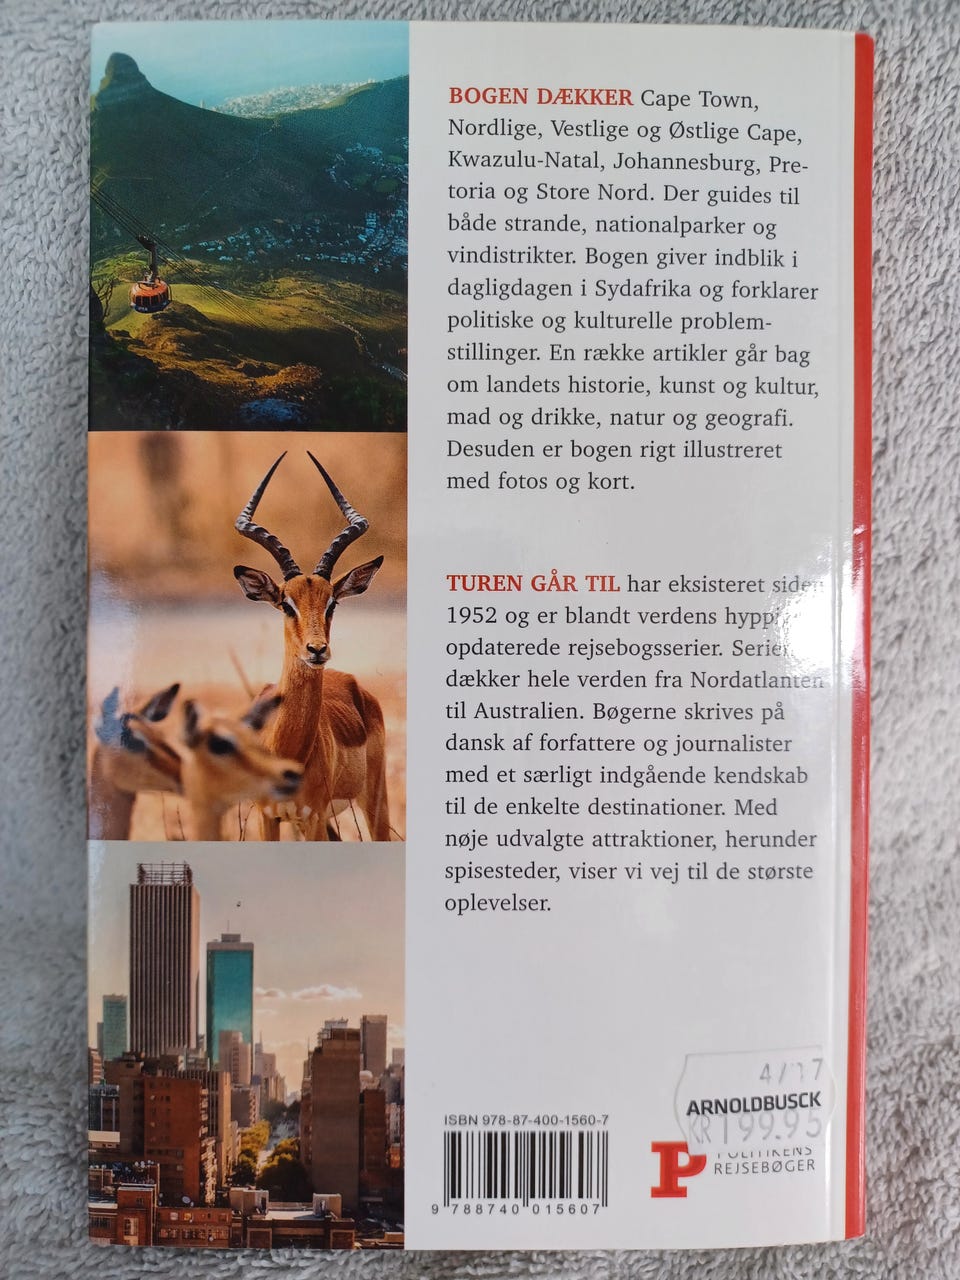 BOGEN DÆKKER Cape Town,
Nordlige, Vestlige og Østlige Cape,
Kwazulu-Natal, Johannesburg, Pre-
toria og Store Nord. Der guides til
både strande, nationalparker og
vindistrikter. Bogen giver indblik i
dagligdagen i Sydafrika og forklarer
politiske og kulturelle problem-
stillinger. En række artikler går bag
om landets historie, kunst og kultur,
mad og drikke, natur og geografi.
Desuden er bogen rigt illustreret
med fotos og kort.
TUREN GÅR TIL har eksisteret siden
1952 og er blandt verdens
opdaterede rejsebogsserier. Serien
dækker hele verden fra Nordatlanten
til Australien. Bøgerne skrives på
dansk af forfattere og journalister
med et særligt indgående kendskab
til de enkelte destinationer. Med
nøje udvalgte attraktioner, herunder
spisesteder, viser vi vej til de største
oplevelser.
ISBN 978-87-400-1560-7
9 788740 015607
4/17
ARNOLDBUSCK
KR 199.95
P POLITIKENS
REJSEBØGER